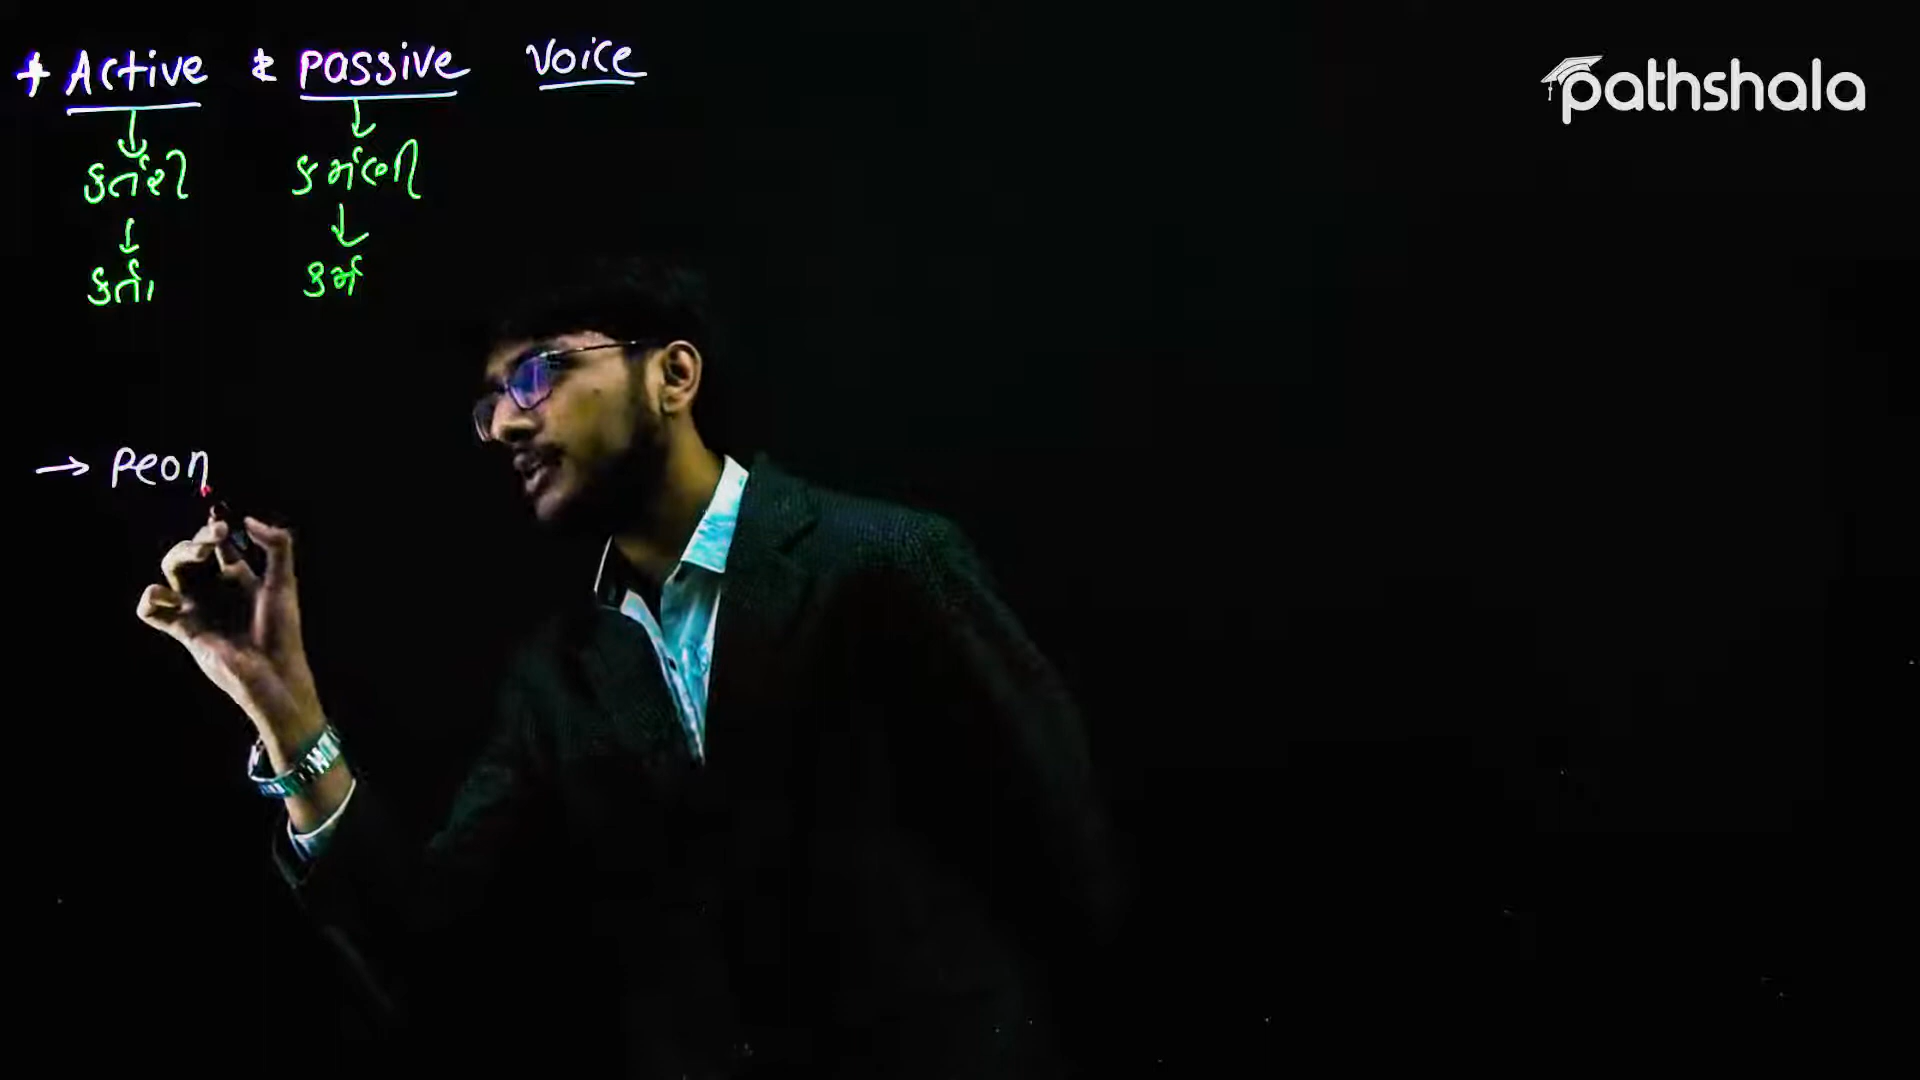 + Active & Passive Voice
pathshala
કર્તરી કર્મણી
કર્તા કર્મ
→ Peon